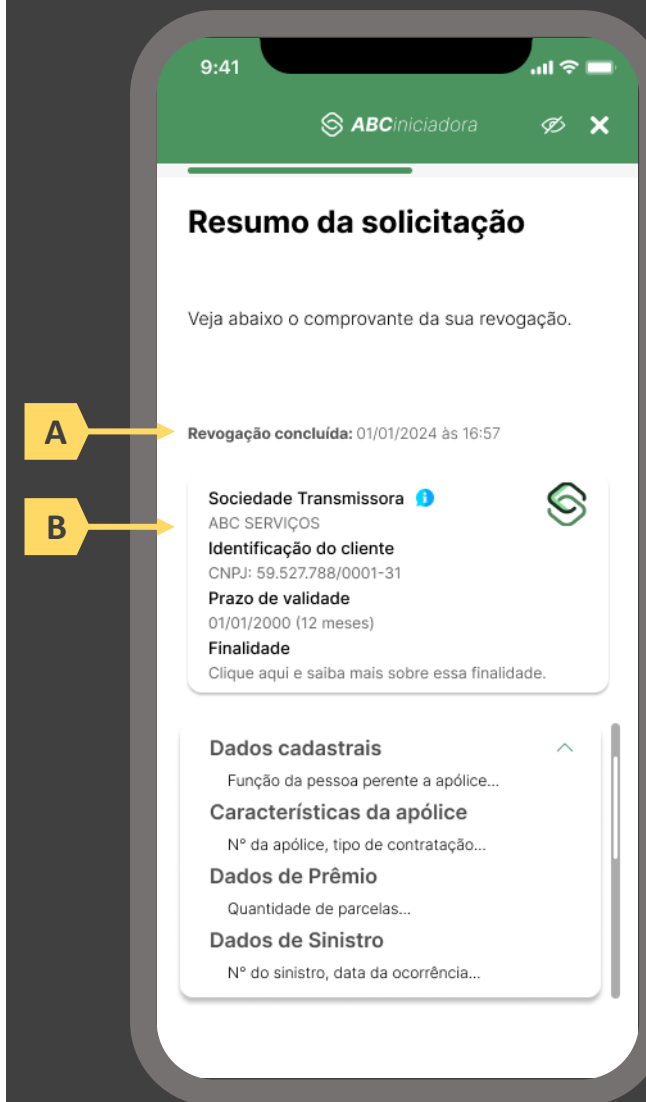 9:41
ABCiniciadora
Resumo da solicitação
Veja abaixo o comprovante da sua revogação.
A
Revogação concluída: 01/01/2024 às 16:57
B
Sociedade Transmissora
ABC SERVIÇOS
Identificação do cliente
CNPJ: 59.527.788/0001-31
Prazo de validade
01/01/2000 (12 meses)
Finalidade
Clique aqui e saiba mais sobre essa finalidade.
Dados cadastrais
Função da pessoa perente a apólice...
Características da apólice
N° da apólice, tipo de contratação...
Dados de Prêmio
Quantidade de parcelas...
Dados de Sinistro
N° do sinistro, data da ocorrência...